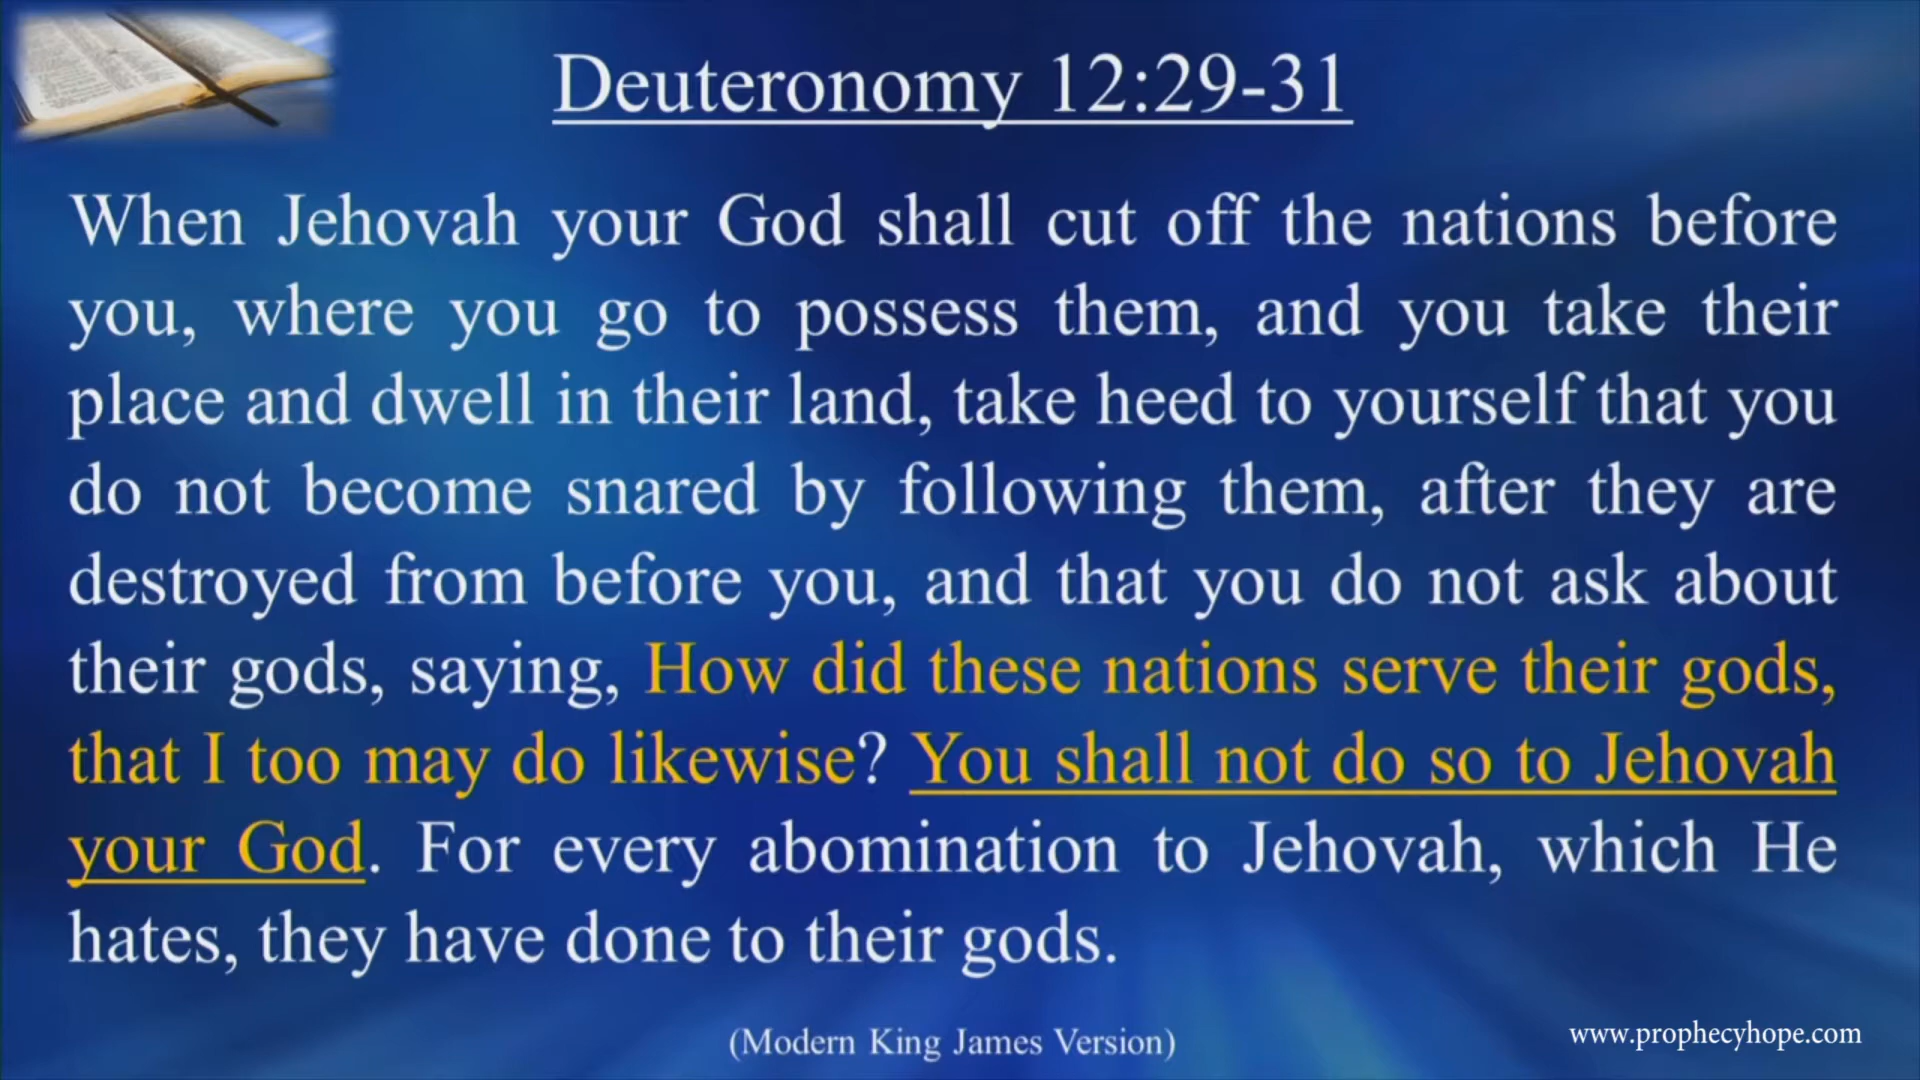 Deuteronomy 12:29-31
When Jehovah your God shall cut off the nations before
you, where you go to possess them, and you take their
place and dwell in their land, take heed to yourself that you
do not become snared by following them, after they are
destroyed from before you, and that you do not ask about
their gods, saying, How did these nations serve their gods,
that I too may do likewise? You shall not do so to Jehovah
your God. For every abomination to Jehovah, which He
hates, they have done to their gods.
(Modern King James Version)
www.prophecyhope.com